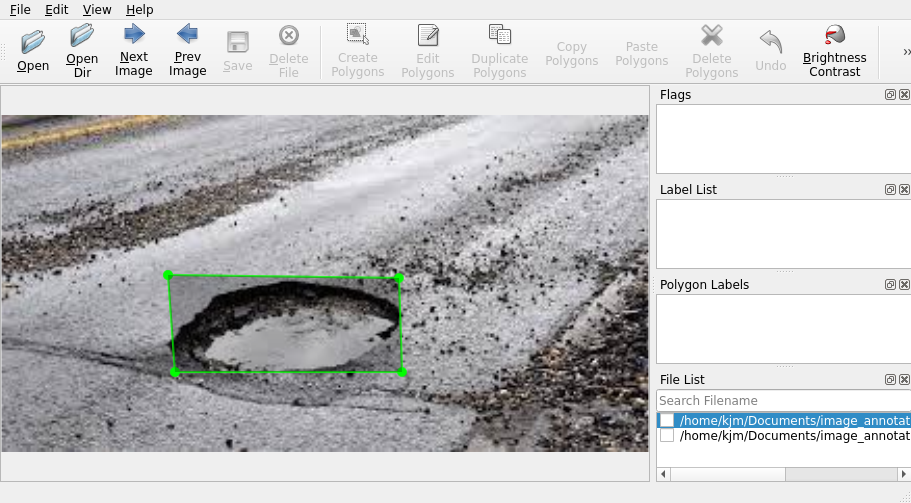 File Edit View Help
Open
Open
Dir
Next
Image
Prev
Image
Save
Delete
File
Create
Polygons
Edit
Polygons
Duplicate
Polygons
Copy
Polygons
Paste
Polygons
Delete
Polygons
Undo
Brightness
Contrast
Flags
Label List
Polygon Labels
File List
Search Filename
/home/kjm/Documents/image_annotat
/home/kjm/Documents/image_annotat